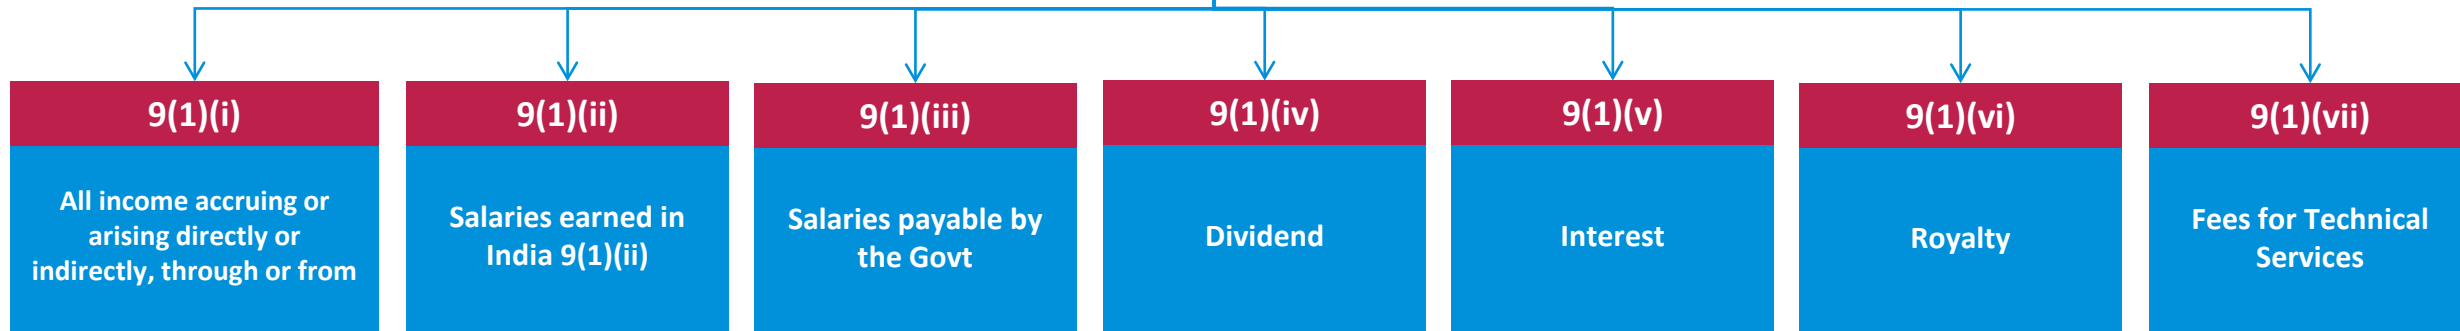 9(1)(i)
All income accruing or
arising directly or
indirectly, through or from
9(1)(ii)
Salaries earned in
India 9(1)(ii)
9(1)(iii)
Salaries payable by
the Govt
9(1)(iv)
Dividend
9(1)(v)
Interest
9(1)(vi)
Royalty
9(1)(vii)
Fees for Technical
Services